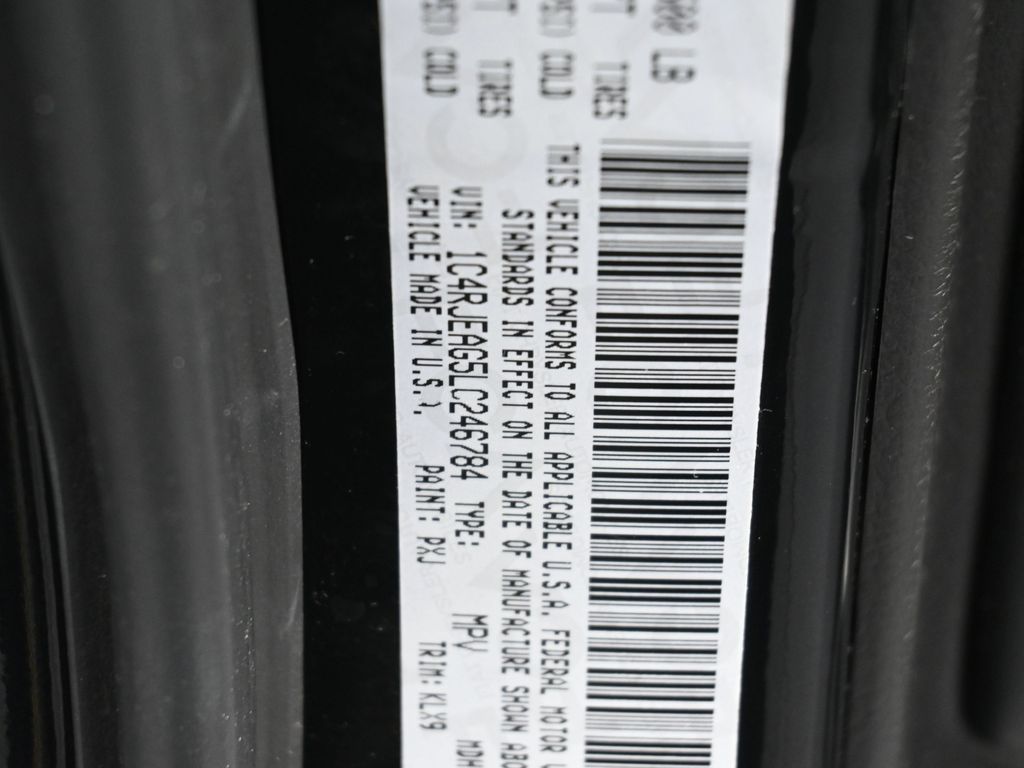 LB
T TIRES
COLD
T TIRES
COLD
THIS VEHICLE CONFORMS TO ALL APPLICABLE U.S.A. FEDERAL MOTOR
STANDARDS IN EFFECT ON THE DATE OF MANUFACTURE SHOWN ABO
VIN: 1C4RJEAG5LC246784 TYPE: MPV MDH
VEHICLE MADE IN U.S.A. PAINT: PXJ TRIM: KLX9